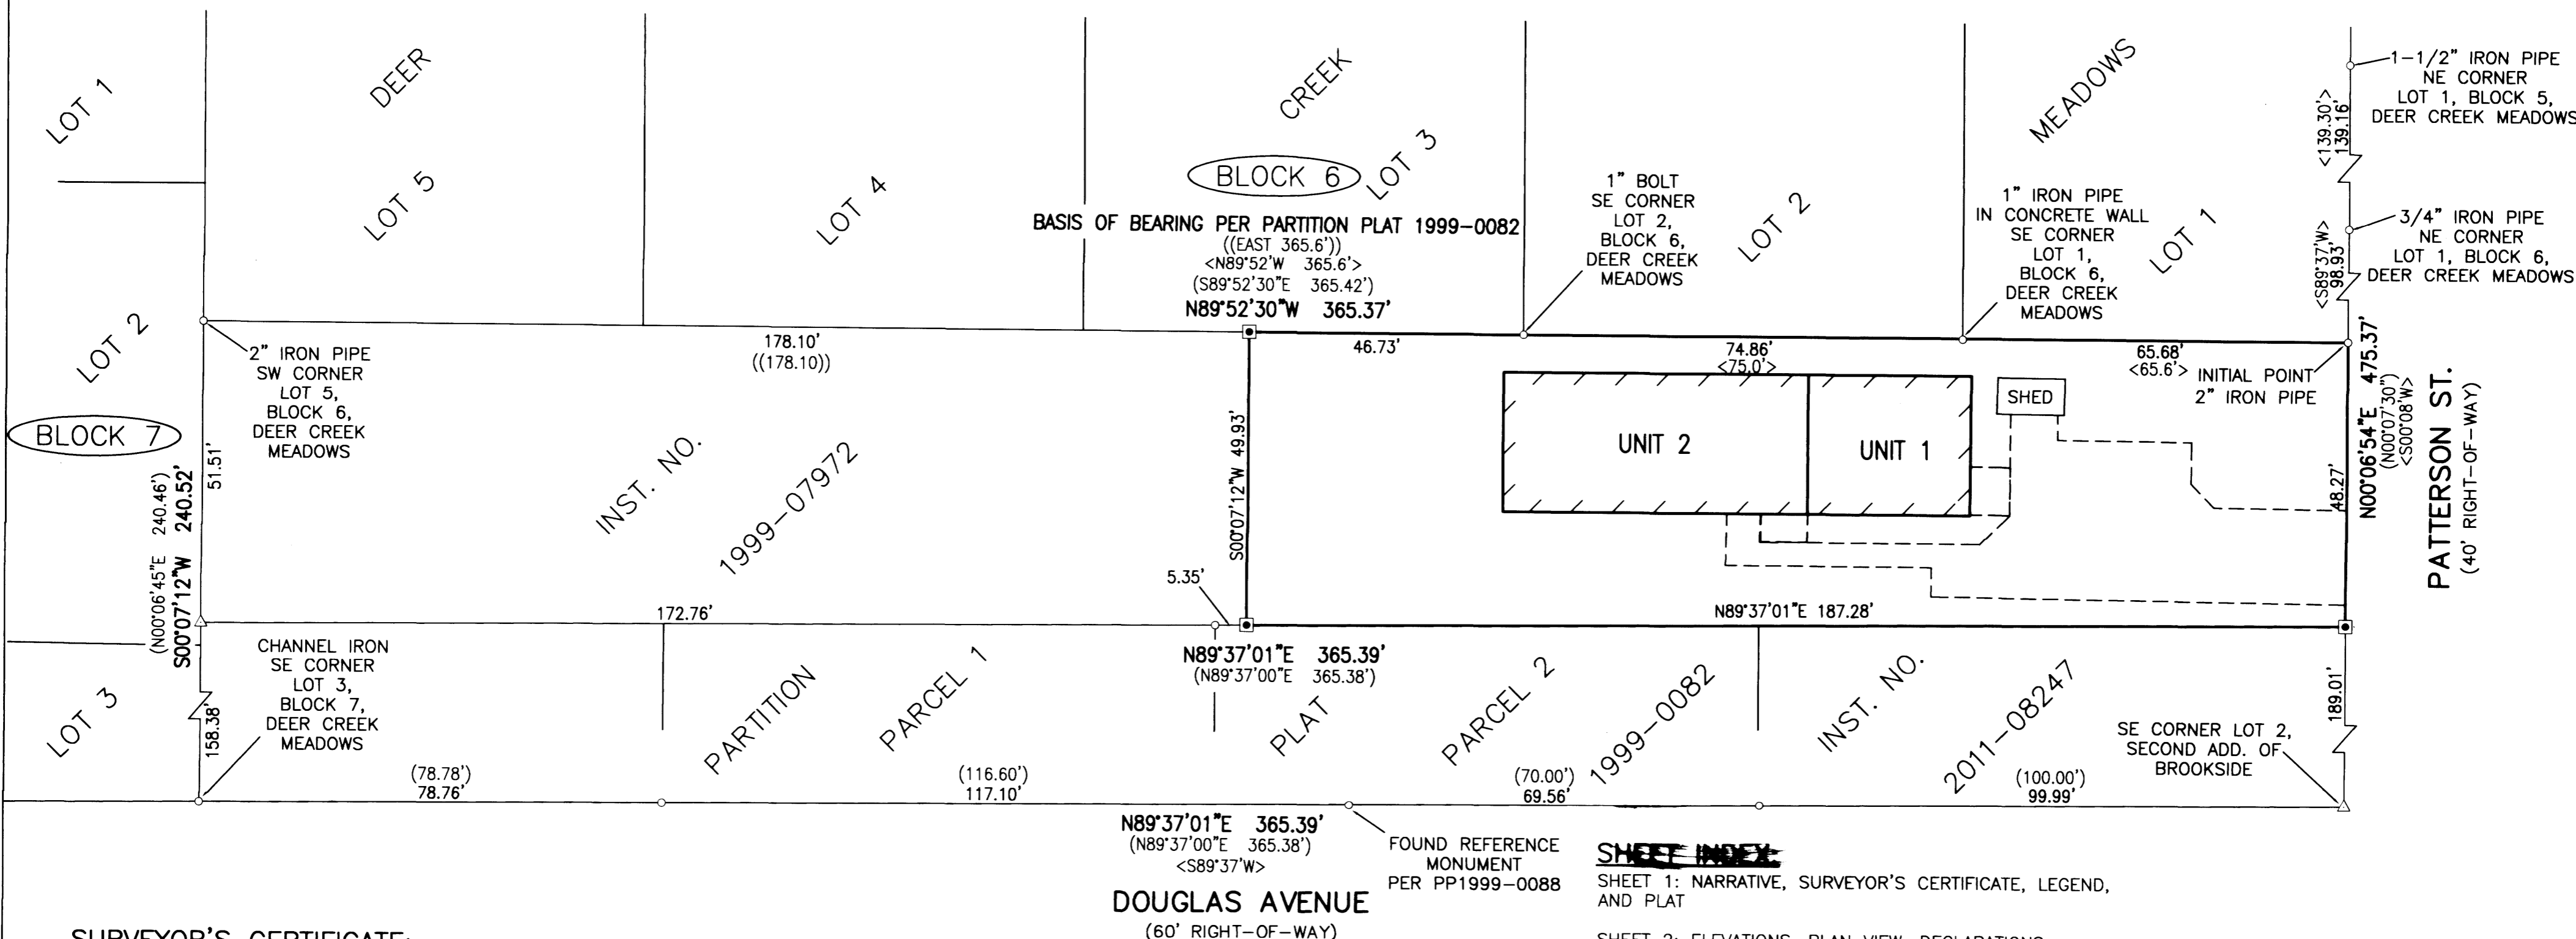 LOT 1
DEER
LOT 5
LOT 4
CREEK
LOT 3
BLOCK 6
MEADOWS
LOT 2
LOT 1
BASIS OF BEARING PER PARTITION PLAT 1999-0082
((EAST 365.6'))
<N89°52'W 365.6'>
(S89°52'30"E 365.42')
N89°52'30"W 365.37'
1" BOLT
SE CORNER
LOT 2,
BLOCK 6,
DEER CREEK
MEADOWS
1" IRON PIPE
IN CONCRETE WALL
SE CORNER
LOT 1,
BLOCK 6,
DEER CREEK
MEADOWS
1-1/2" IRON PIPE
NE CORNER
LOT 1, BLOCK 5,
DEER CREEK MEADOWS
<139.30'>
139.16'
3/4" IRON PIPE
NE CORNER
LOT 1, BLOCK 6,
DEER CREEK MEADOWS
<S89°37'W>
98.93'
LOT 2
BLOCK 7
2" IRON PIPE
SW CORNER
LOT 5,
BLOCK 6,
DEER CREEK
MEADOWS
178.10'
((178.10))
46.73'
74.86'
<75.0'>
65.68'
<65.6'>
INITIAL POINT
2" IRON PIPE
SHED
UNIT 2
UNIT 1
51.51'
(N00°06'45"E 240.46')
S00°07'12"W 240.52'
INST. NO.
1999-07972
S00°07'12"W 49.93'
48.27'
N00°06'54"E 475.37'
(N00°07'30")
<S00°08'W>
PATTERSON ST.
(40' RIGHT-OF-WAY)
5.35'
172.76'
N89°37'01"E 187.28'
N89°37'01"E 365.39'
(N89°37'00"E 365.38')
LOT 3
158.38'
CHANNEL IRON
SE CORNER
LOT 3,
BLOCK 7,
DEER CREEK
MEADOWS
PARTITION
PARCEL 1
PLAT
PARCEL 2
1999-0082
INST. NO.
2011-08247
189.01'
SE CORNER LOT 2,
SECOND ADD. OF
BROOKSIDE
(78.78')
78.76'
(116.60')
117.10'
(70.00')
69.56'
(100.00')
99.99'
N89°37'01"E 365.39'
(N89°37'00"E 365.38')
<S89°37'W>
FOUND REFERENCE
MONUMENT
PER PP1999-0088
DOUGLAS AVENUE
(60' RIGHT-OF-WAY)
SHEET INDEX:
SHEET 1: NARRATIVE, SURVEYOR'S CERTIFICATE, LEGEND,
AND PLAT
SHEET 2: ELEVATIONS, PLAN VIEW, DECLARATIONS
SURVEYOR'S CERTIFICATE: